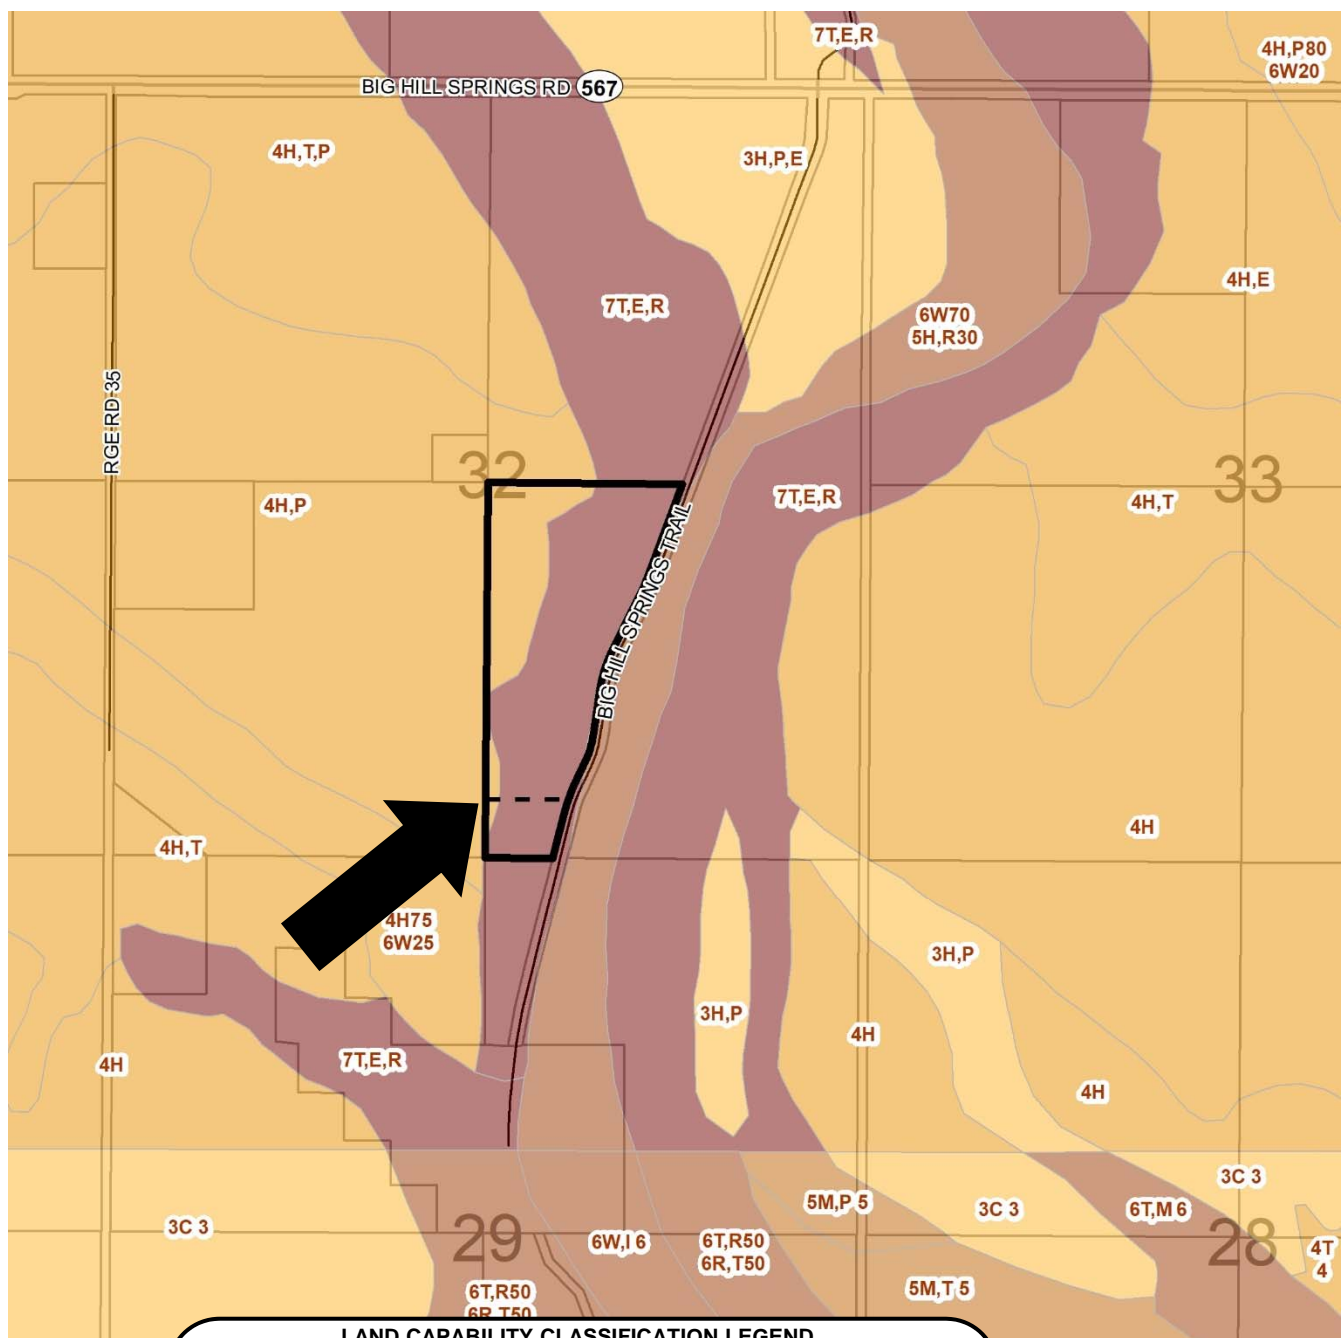 7T,E,R
4H,P80
6W20
BIG HILL SPRINGS RD 567
4H,T,P
3H,P,E
4H,E
7T,E,R
6W70
5H,R30
RGE RD 35
32
33
4H,P
7T,E,R
4H,T
BIG HILL SPRINGS TRAIL
4H
4H,T
4H75
6W25
3H,P
3H,P
4H
7T,E,R
4H
4H
3C 3
5M,P 5
3C 3
6T,M 6
3C 3
29
6W,I 6
6T,R50
6R,T50
28
4T
4
5M,T 5
6T,R50
6R,T50
LAND CAPABILITY CLASSIFICATION LEGEND